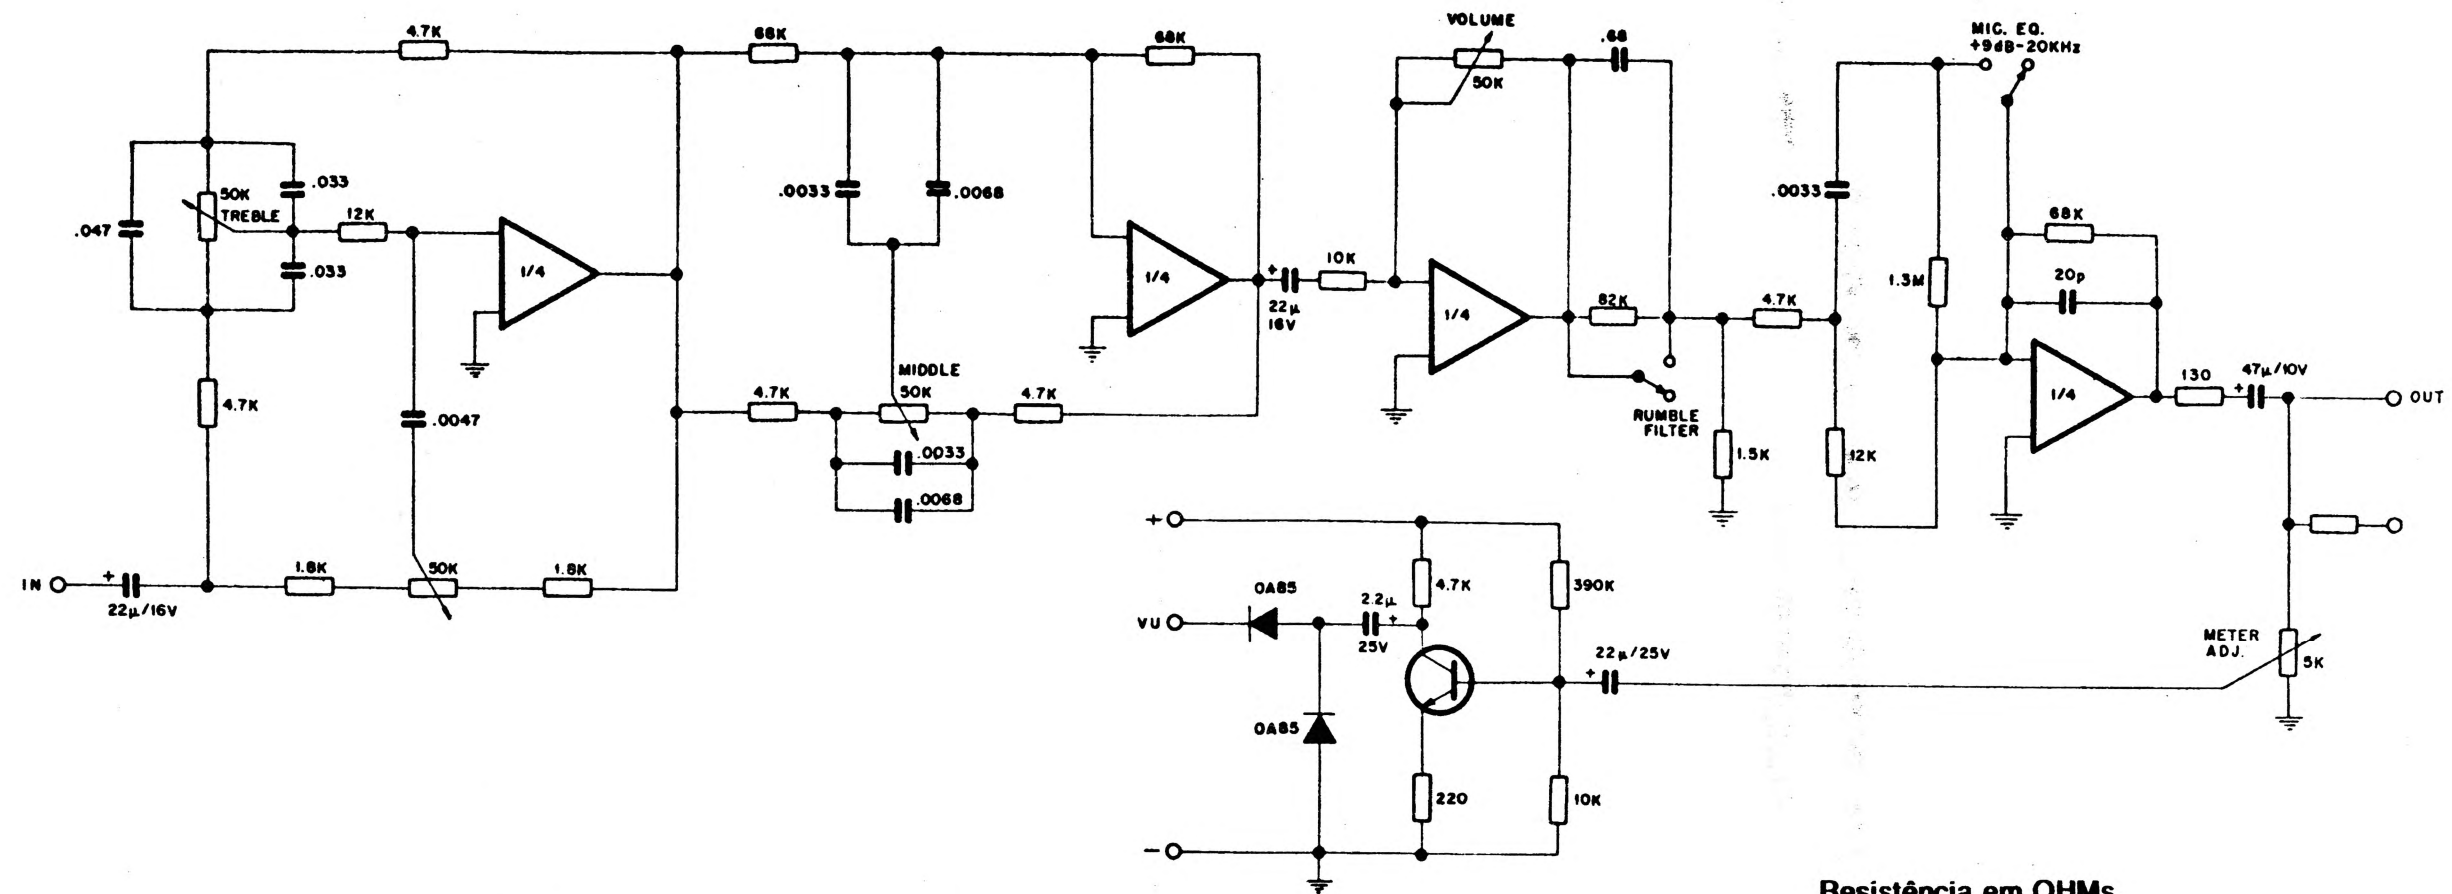 4.7K
68K
68K
VOLUME
50K
.68
MIC. EQ.
+9dB-20KHz
.047
50K
TREBLE
.033
.033
12K
1/4
.0033
.0068
1/4
+
22μ
16V
10K
1/4
82K
4.7K
.0033
1.3M
68K
20p
1/4
130
47μ/10V
+
OUT
4.7K
.0047
4.7K
MIDDLE
50K
4.7K
.0033
.0068
RUMBLE
FILTER
1.5K
12K
IN
+
22μ/16V
1.8K
50K
1.8K
+
4.7K
390K
VU
OA85
2.2μ
+
25V
22μ/25V
+
METER
ADJ.
5K
OA85
220
10K
-
Resistência em OHMs